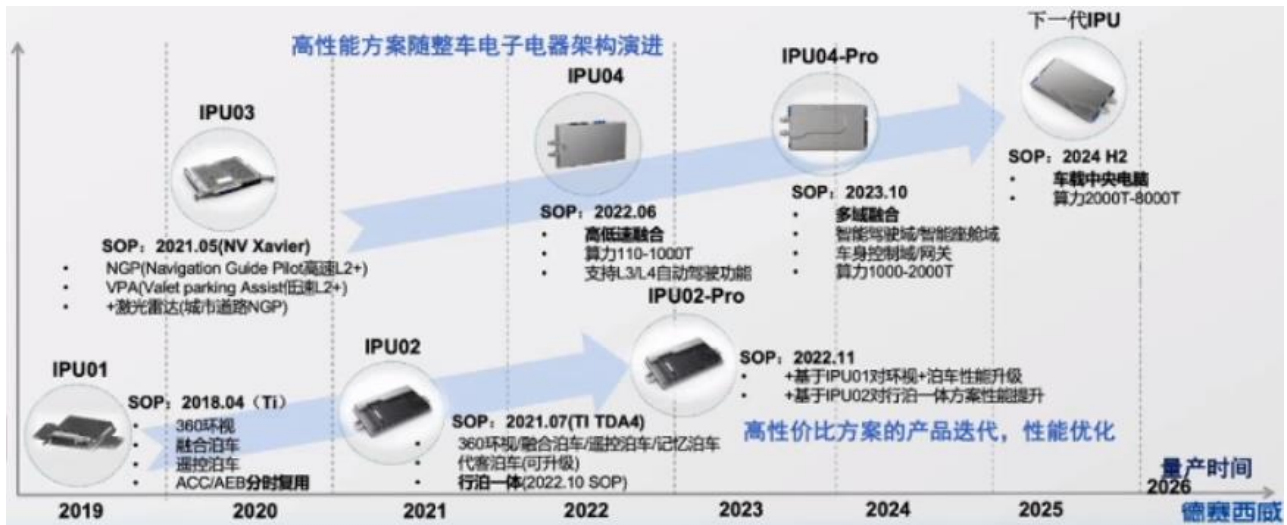 下一代IPU
高性能方案随整车电子电器架构演进
IPU04-Pro
IPU04
IPU03
SOP：2024 H2
• 车载中央电脑
• 算力2000T-8000T
SOP：2023.10
• 多域融合
• 智能驾驶域/智能座舱域
• 车身控制域/网关
• 算力1000-2000T
SOP：2022.06
• 高低速融合
• 算力110-1000T
• 支持L3/L4自动驾驶功能
SOP：2021.05(NV Xavier)
• NGP(Navigation Guide Pilot高速L2+)
• VPA(Valet parking Assist低速L2+)
• +激光雷达(城市道路NGP)
IPU02-Pro
IPU02
IPU01
SOP：2022.11
• +基于IPU01对环视+泊车性能升级
• +基于IPU02对行泊一体方案性能提升
SOP：2018.04（Ti）
• 360环视
• 融合泊车
• 遥控泊车
• ACC/AEB分时复用
SOP：2021.07(TI TDA4)
• 360环视/融合泊车/遥控泊车/记忆泊车
• 代客泊车(可升级)
• 行泊一体(2022.10 SOP)
高性价比方案的产品迭代，性能优化
量产时间
2019 2020 2021 2022 2023 2024 2025 2026
德赛西威